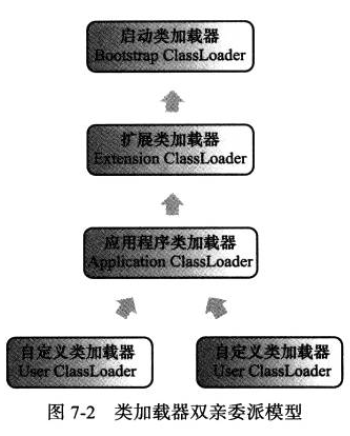 启动类加载器
Bootstrap ClassLoader
扩展类加载器
Extension ClassLoader
应用程序类加载器
Application ClassLoader
自定义类加载器
User ClassLoader
自定义类加载器
User ClassLoader
图 7-2 类加载器双亲委派模型